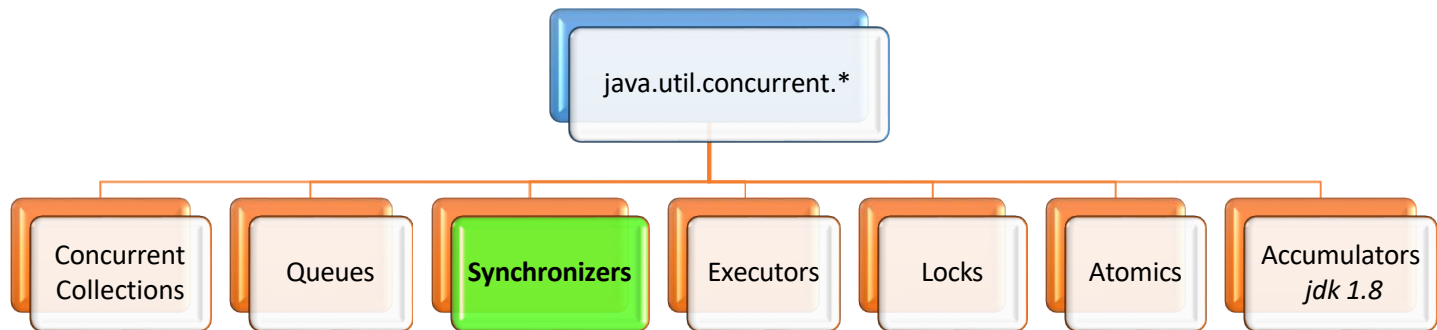 java.util.concurrent.*
Concurrent
Collections
Queues
Synchronizers
Executors
Locks
Atomics
Accumulators
jdk 1.8